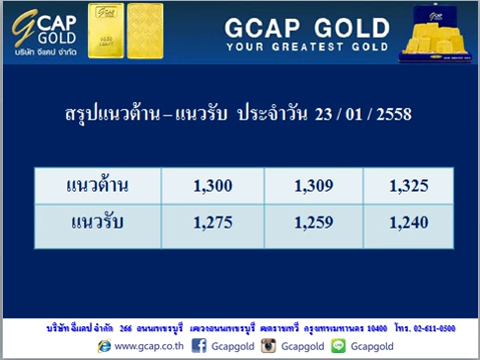 GCAP
GOLD
บริษัท จีแคป จำกัด
GCAP GOLD
YOUR GREATEST GOLD
สรุปแนวต้าน – แนวรับ ประจำวัน 23 / 01 / 2558
แนวต้าน 1,300 1,309 1,325
แนวรับ 1,275 1,259 1,240
บริษัท จีแคป จำกัด 266 ถนนเพชรบุรี แขวงถนนเพชรบุรี เขตราชเทวี กรุงเทพมหานคร 10400 โทร. 02-611-0500
www.gcap.co.th Gcapgold Gcapgold Gcapgold